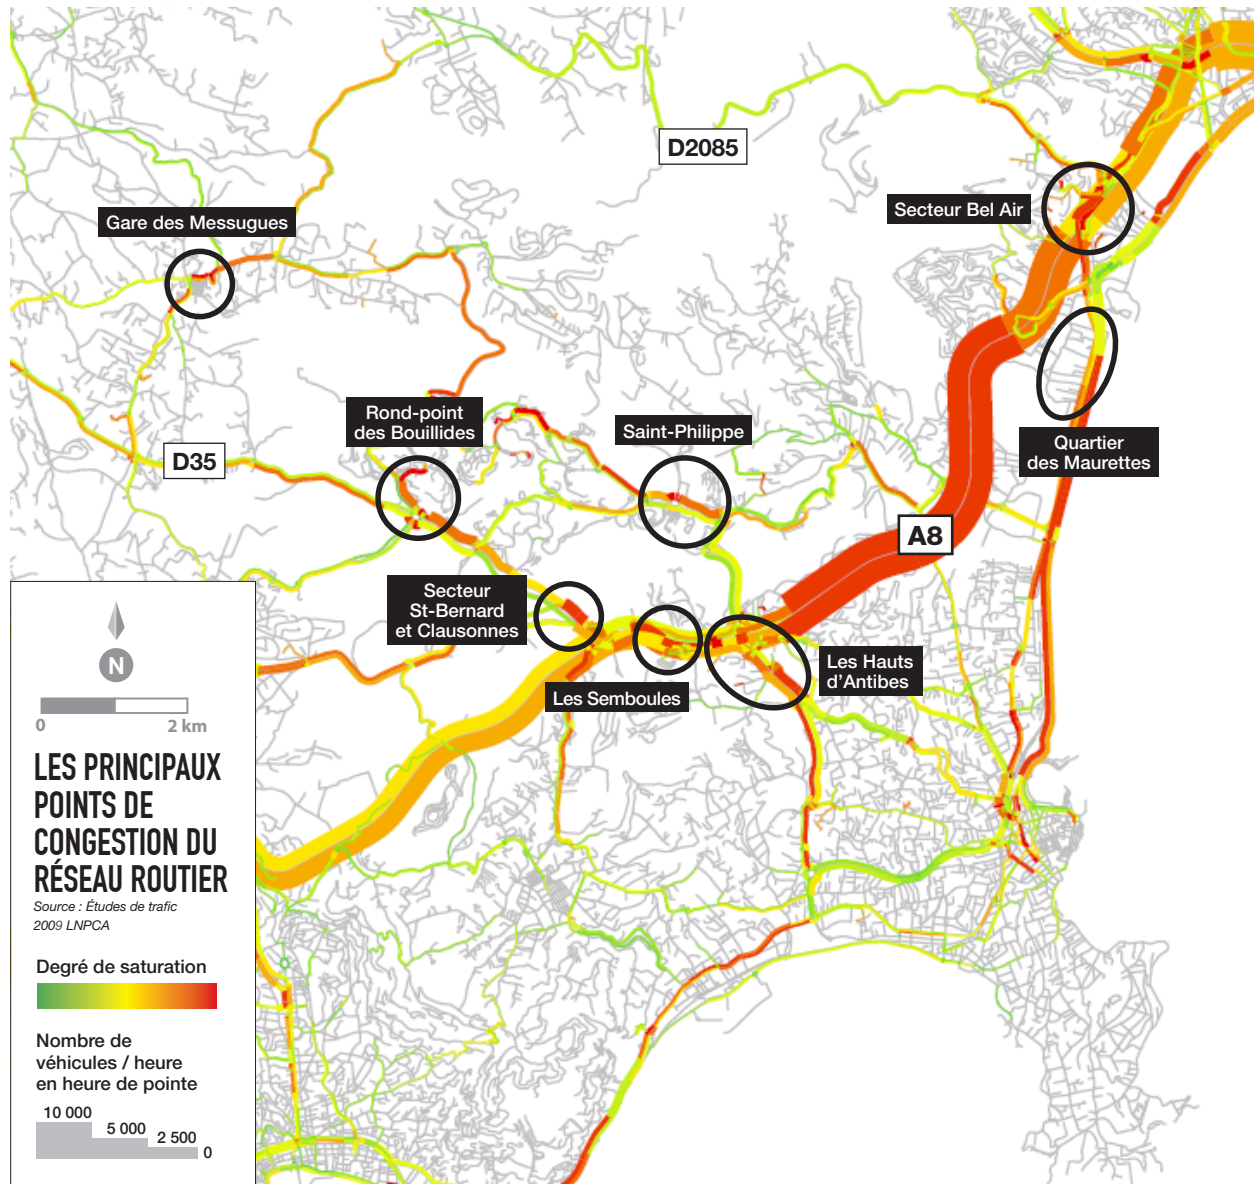 D2085
Gare des Messugues
Secteur Bel Air
Rond-point
des Bouillides
Saint-Philippe
Quartier
des Maurettes
D35
A8
Secteur
St-Bernard
et Clausonnes
Les Hauts
d'Antibes
Les Semboules
N
0
2 km
LES PRINCIPAUX
POINTS DE
CONGESTION DU
RÉSEAU ROUTIER
Source : Études de trafic
2009 LNPCA
Degré de saturation
Nombre de
véhicules / heure
en heure de pointe
10 000
5 000
2 500
0